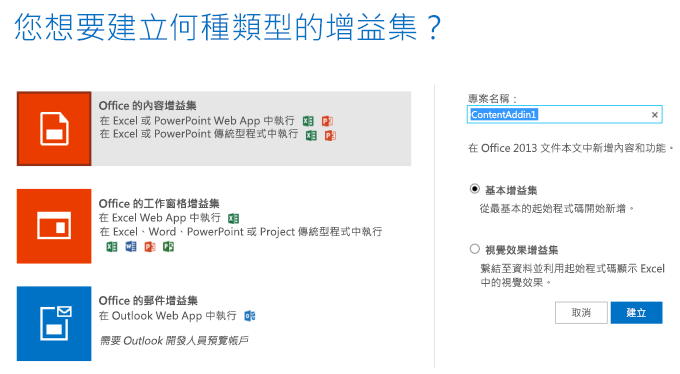 您想要建立何種類型的增益集？
Office 的內容增益集
在 Excel 或 PowerPoint Web App 中執行
在 Excel 或 PowerPoint 傳統型程式中執行
Office 的工作窗格增益集
在 Excel Web App 中執行
在 Excel、Word、PowerPoint 或 Project 傳統型程式中執行
Office 的郵件增益集
在 Outlook Web App 中執行
需要 Outlook 開發人員預覽帳戶
專案名稱：
ContentAddin1
在 Office 2013 文件本文中新增內容和功能。
基本增益集
從最基本的起始程式碼開始新增。
視覺效果增益集
繫結至資料並利用起始程式碼顯示 Excel
中的視覺效果。
取消
建立